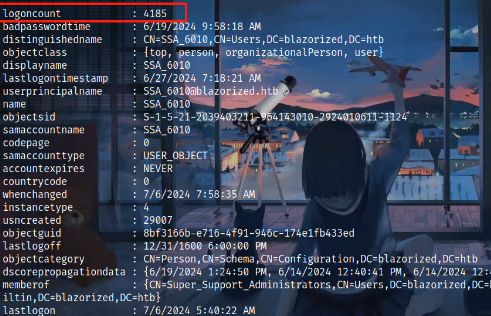 logoncount : 4185
badpasswordtime : 6/19/2024 9:58:18 AM
distinguishedname : CN=SSA_6010,CN=Users,DC=blazorized,DC=htb
objectclass : {top, person, organizationalPerson, user}
displayname : SSA_6010
lastlogontimestamp : 6/27/2024 7:18:21 AM
userprincipalname : SSA_6010@blazorized.htb
name : SSA_6010
objectsid : S-1-5-21-2039403211-964143010-2924010611-1124
samaccountname : SSA_6010
codepage : 0
samaccounttype : USER_OBJECT
accountexpires : NEVER
countrycode : 0
whenchanged : 7/6/2024 7:58:35 AM
instancetype : 4
usncreated : 29007
objectguid : 8bf3166b-e716-4f91-946c-174e1fb433ed
lastlogoff : 12/31/1600 6:00:00 PM
objectcategory : CN=Person,CN=Schema,CN=Configuration,DC=blazorized,DC=htb
dscorepropagationdata : {6/19/2024 1:24:50 PM, 6/14/2024 12:40:41 PM, 6/14/2024 12:4
memberof : {CN=Super_Support_Administrators,CN=Users,DC=blazorized,DC=h
iltin,DC=blazorized,DC=htb}
lastlogon : 7/6/2024 5:40:22 AM